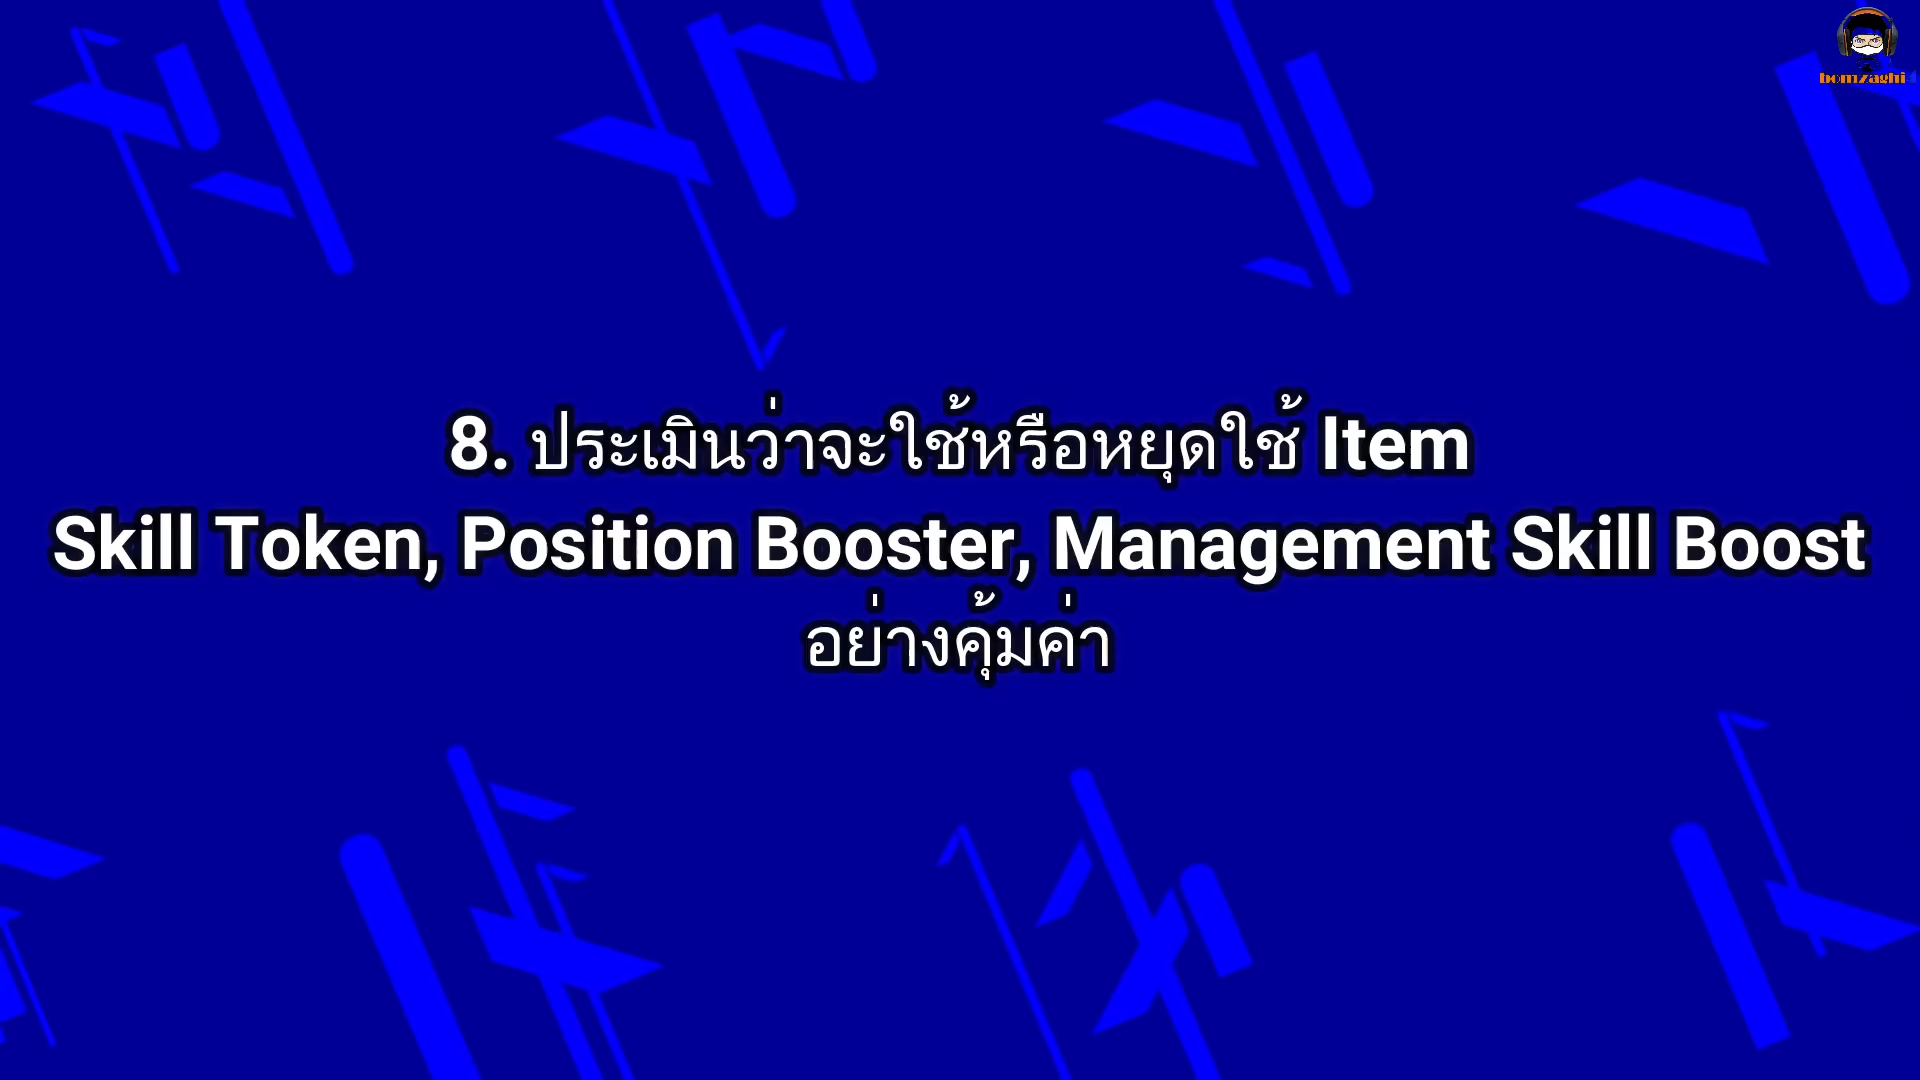 bomzaghi
8. ประเมินว่าจะใช้หรือหยุดใช้ Item
Skill Token, Position Booster, Management Skill Boost
อย่างคุ้มค่า